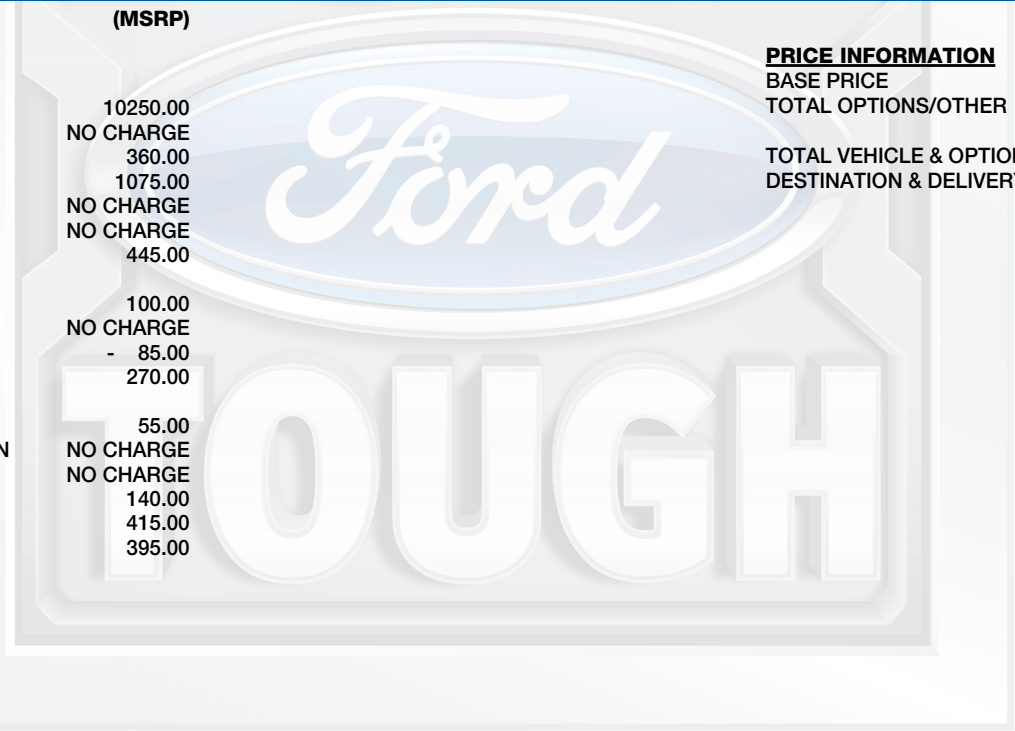 (MSRP)
10250.00
NO CHARGE
360.00
1075.00
NO CHARGE
NO CHARGE
445.00
100.00
NO CHARGE
- 85.00
270.00
55.00
N NO CHARGE
NO CHARGE
140.00
415.00
395.00
PRICE INFORMATION
BASE PRICE
TOTAL OPTIONS/OTHER
TOTAL VEHICLE & OPTION
DESTINATION & DELIVERY
Ford
TOUGH